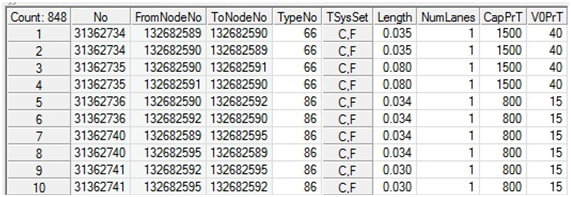 Count: 848 No FromNodeNo ToNodeNo TypeNo TSysSet Length NumLanes CapPrT V0PrT
1 31362734 132682589 132682590 66 C,F 0.035 1 1500 40
2 31362734 132682590 132682589 66 C,F 0.035 1 1500 40
3 31362735 132682590 132682591 66 C,F 0.080 1 1500 40
4 31362735 132682591 132682590 66 C,F 0.080 1 1500 40
5 31362736 132682590 132682592 86 C,F 0.034 1 800 15
6 31362736 132682592 132682590 86 C,F 0.034 1 800 15
7 31362740 132682589 132682595 86 C,F 0.034 1 800 15
8 31362740 132682595 132682589 86 C,F 0.034 1 800 15
9 31362741 132682592 132682595 86 C,F 0.030 1 800 15
10 31362741 132682595 132682592 86 C,F 0.030 1 800 15